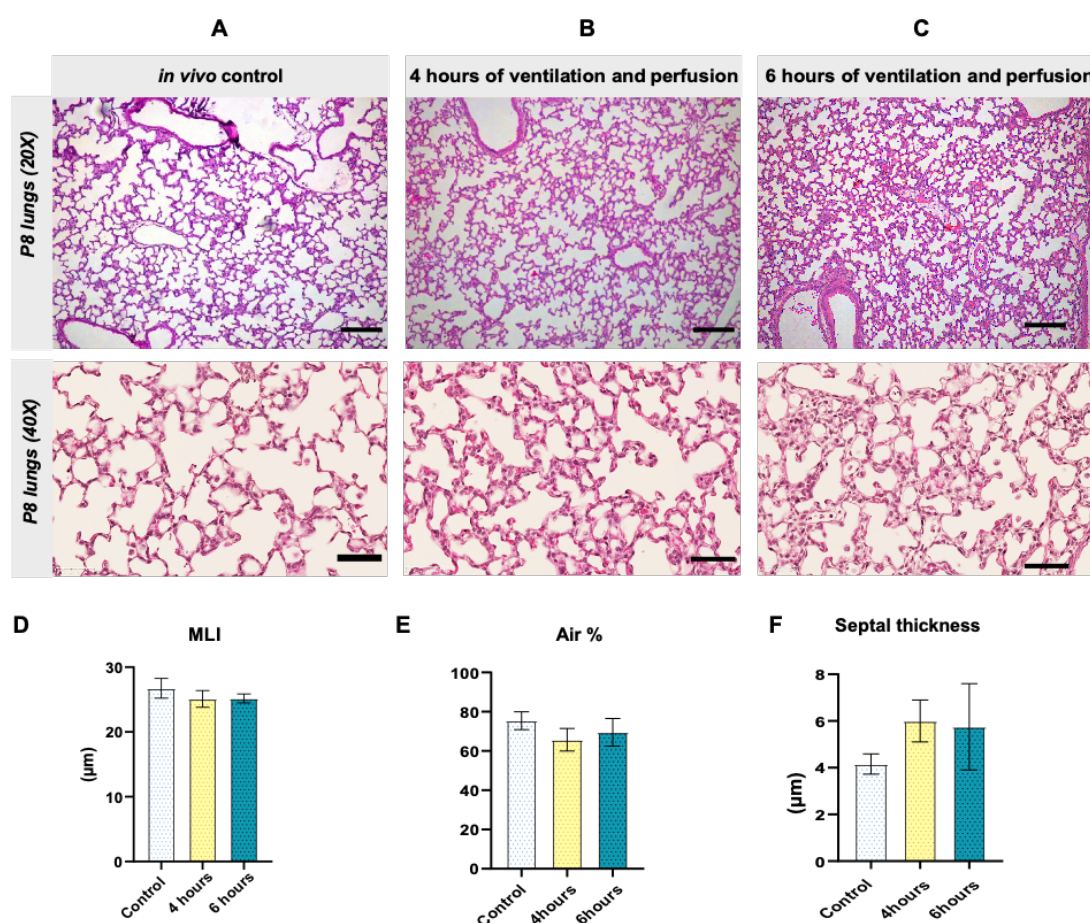 A
B
C
in vivo control
4 hours of ventilation and perfusion
6 hours of ventilation and perfusion
P8 lungs (20X)
P8 lungs (40X)
D
MLI
(µm)
30
20
10
0
Control
4 hours
6 hours
E
Air %
100
80
60
40
20
0
Control
4hours
6hours
F
Septal thickness
(µm)
8
6
4
2
0
Control
4hours
6hours